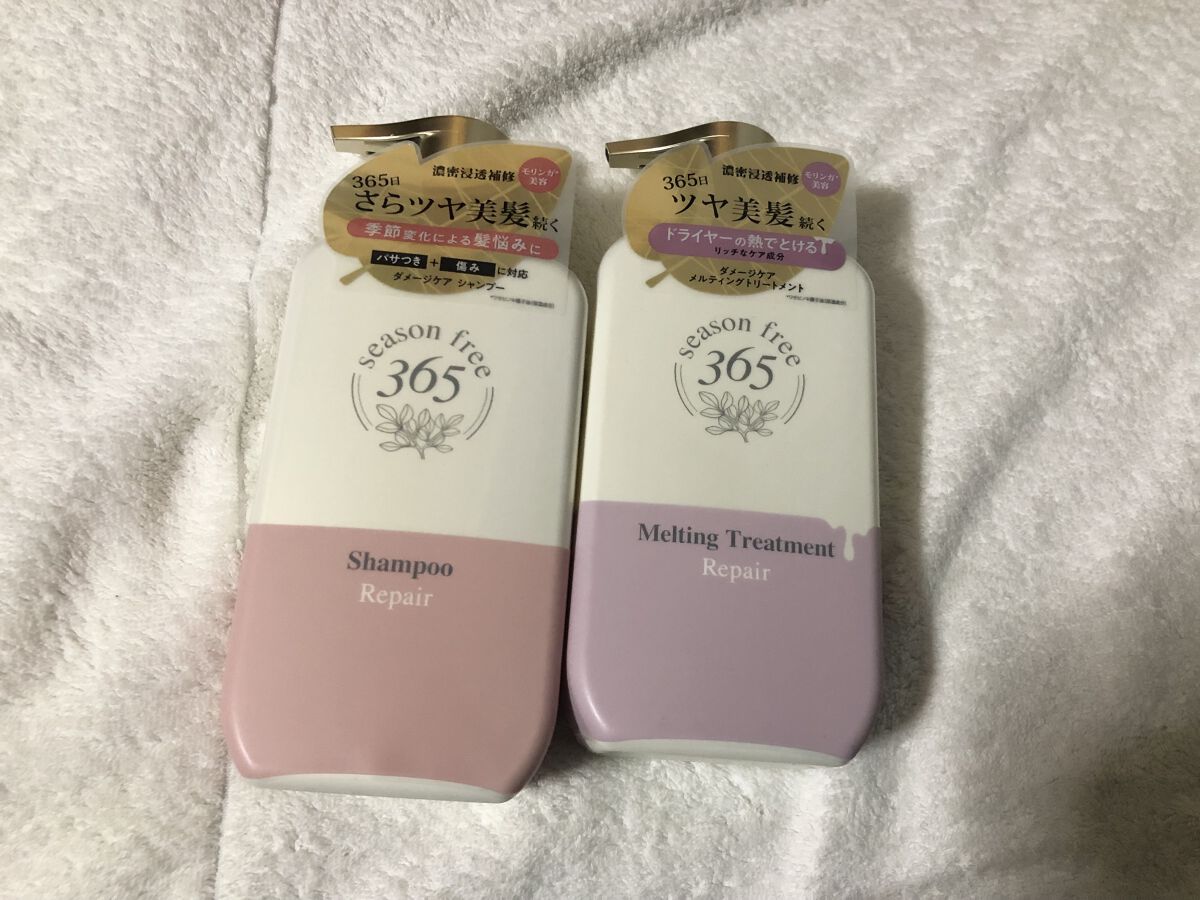 濃密浸透補修
モリンガ*
美容
365日
さらツヤ美髪続く
季節変化による髪悩みに
パサつき + 傷み に対応
ダメージケア シャンプー
season free
365
Shampoo
Repair
濃密浸透補修
モリンガ*
美容
365日
ツヤ美髪続く
ドライヤーの熱でとける
リッチなケア成分
ダメージケア
メルティングトリートメント
season free
365
Melting Treatment
Repair